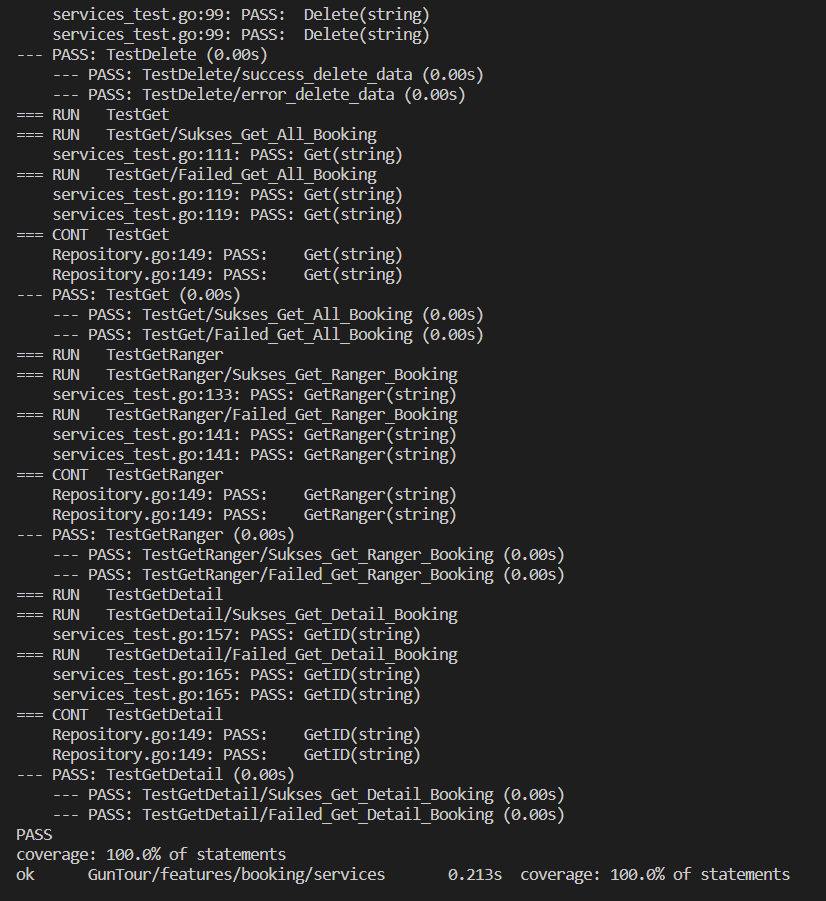 services_test.go:99: PASS:  Delete(string)
    services_test.go:99: PASS:  Delete(string)
--- PASS: TestDelete (0.00s)
    --- PASS: TestDelete/success_delete_data (0.00s)
    --- PASS: TestDelete/error_delete_data (0.00s)
=== RUN   TestGet
=== RUN   TestGet/Sukses_Get_All_Booking
    services_test.go:111: PASS: Get(string)
=== RUN   TestGet/Failed_Get_All_Booking
    services_test.go:119: PASS: Get(string)
    services_test.go:119: PASS: Get(string)
=== CONT  TestGet
    Repository.go:149: PASS:    Get(string)
    Repository.go:149: PASS:    Get(string)
--- PASS: TestGet (0.00s)
    --- PASS: TestGet/Sukses_Get_All_Booking (0.00s)
    --- PASS: TestGet/Failed_Get_All_Booking (0.00s)
=== RUN   TestGetRanger
=== RUN   TestGetRanger/Sukses_Get_Ranger_Booking
    services_test.go:133: PASS: GetRanger(string)
=== RUN   TestGetRanger/Failed_Get_Ranger_Booking
    services_test.go:141: PASS: GetRanger(string)
    services_test.go:141: PASS: GetRanger(string)
=== CONT  TestGetRanger
    Repository.go:149: PASS:    GetRanger(string)
    Repository.go:149: PASS:    GetRanger(string)
--- PASS: TestGetRanger (0.00s)
    --- PASS: TestGetRanger/Sukses_Get_Ranger_Booking (0.00s)
    --- PASS: TestGetRanger/Failed_Get_Ranger_Booking (0.00s)
=== RUN   TestGetDetail
=== RUN   TestGetDetail/Sukses_Get_Detail_Booking
    services_test.go:157: PASS: GetID(string)
=== RUN   TestGetDetail/Failed_Get_Detail_Booking
    services_test.go:165: PASS: GetID(string)
    services_test.go:165: PASS: GetID(string)
=== CONT  TestGetDetail
    Repository.go:149: PASS:    GetID(string)
    Repository.go:149: PASS:    GetID(string)
--- PASS: TestGetDetail (0.00s)
    --- PASS: TestGetDetail/Sukses_Get_Detail_Booking (0.00s)
    --- PASS: TestGetDetail/Failed_Get_Detail_Booking (0.00s)
PASS
coverage: 100.0% of statements
ok      GunTour/features/booking/services       0.213s  coverage: 100.0% of statements